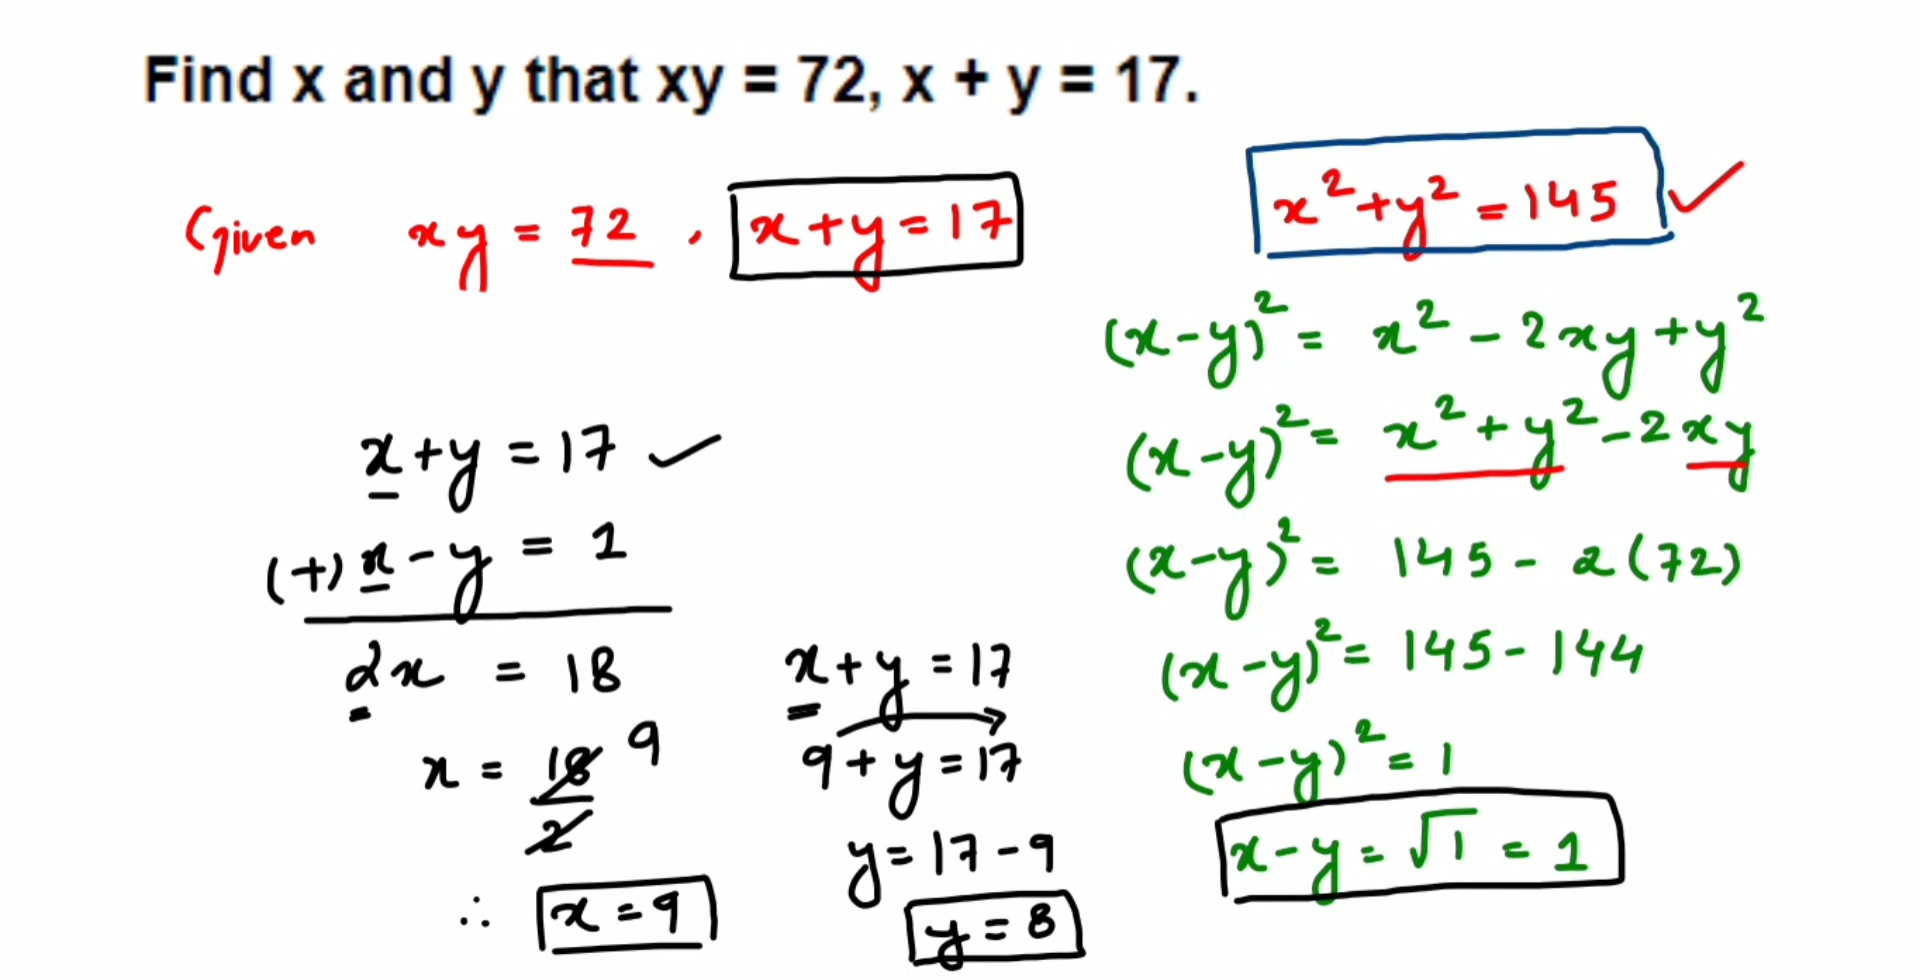 Find x and y that xy = 72, x + y = 17.
Given xy = 72 , x+y=17
x+y=17
(+) x-y = 1
2x = 18
x = 18/2 9
∴ x=9
x+y=17
9+y=17
y=17-9
y=8
x²+y²=145
(x-y)²= x²-2xy+y²
(x-y)²= x²+y²-2xy
(x-y)²= 145-2(72)
(x-y)²= 145-144
(x-y)²=1
x-y=√1=1